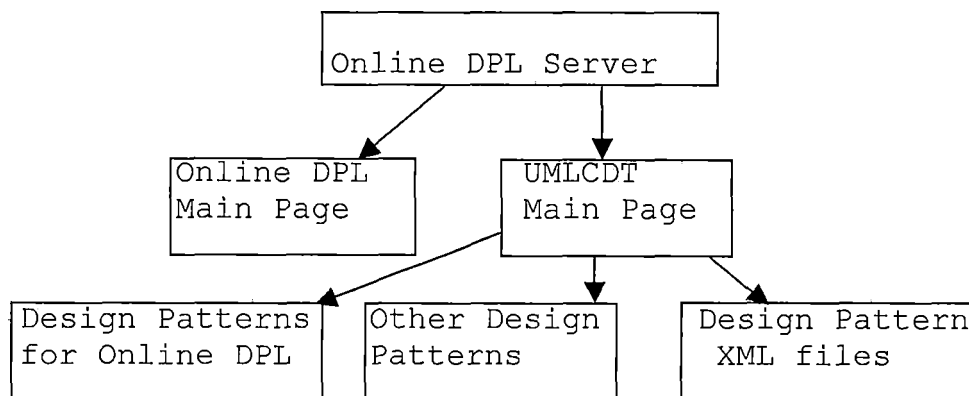 Online DPL Server
Online DPL
Main Page
UMLCDT
Main Page
Design Patterns
for Online DPL
Other Design
Patterns
Design Pattern
XML files